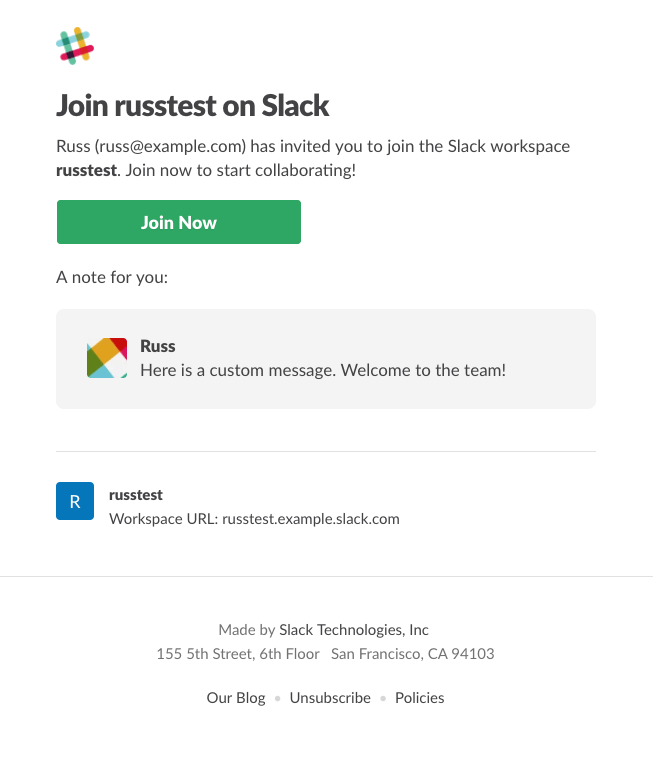 Join russtest on Slack
Russ (russ@example.com) has invited you to join the Slack workspace
russtest. Join now to start collaborating!
Join Now
A note for you:
Russ
Here is a custom message. Welcome to the team!
R
russtest
Workspace URL: russtest.example.slack.com
Made by Slack Technologies, Inc
155 5th Street, 6th Floor San Francisco, CA 94103
Our Blog • Unsubscribe • Policies